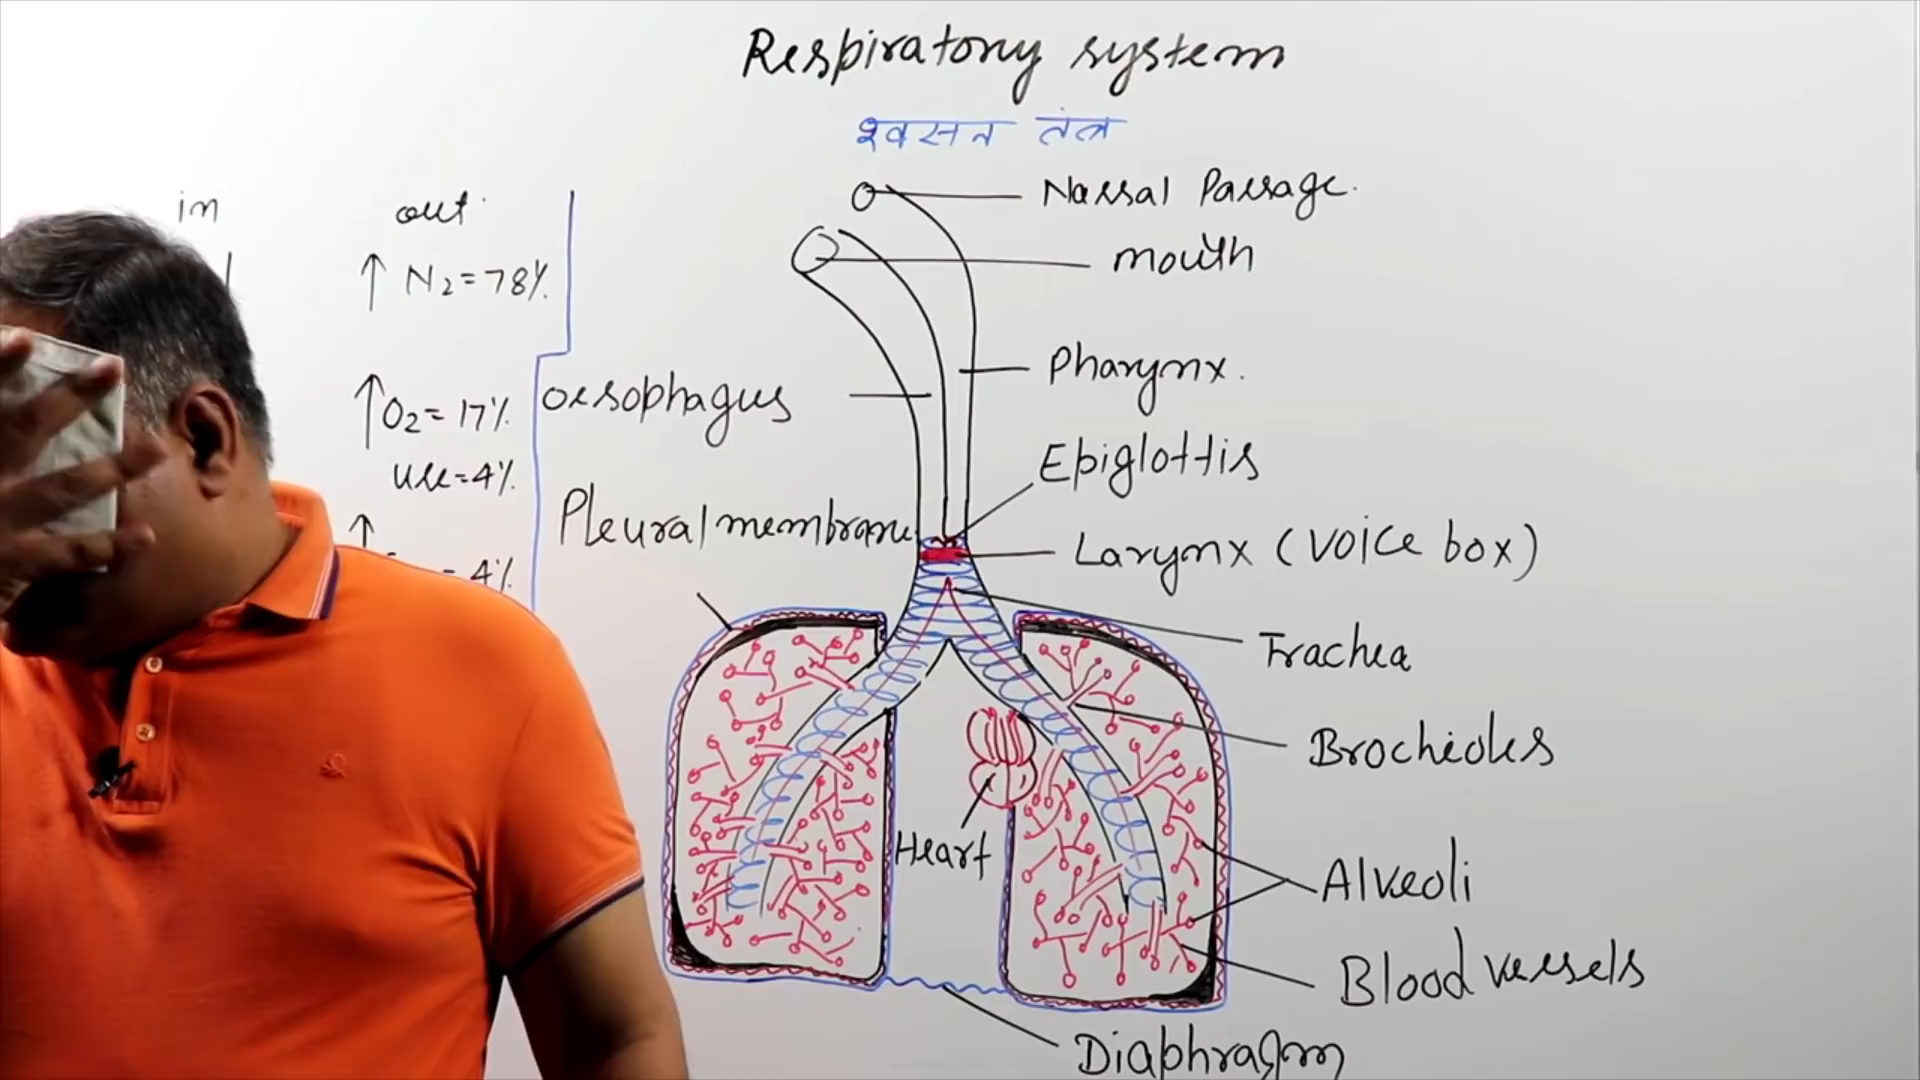 Respiratory system
श्वसन तंत्र
in
out
↑ N2 = 78%
↑ O2 = 17%
use = 4%
= 4%
Nassal Passage.
mouth
Pharynx.
oesophagus
Epiglottis
Pleural membrane
Larynx (voice box)
Trachea
Brochioles
Heart
Alveoli
Blood vessels
Diaphragm